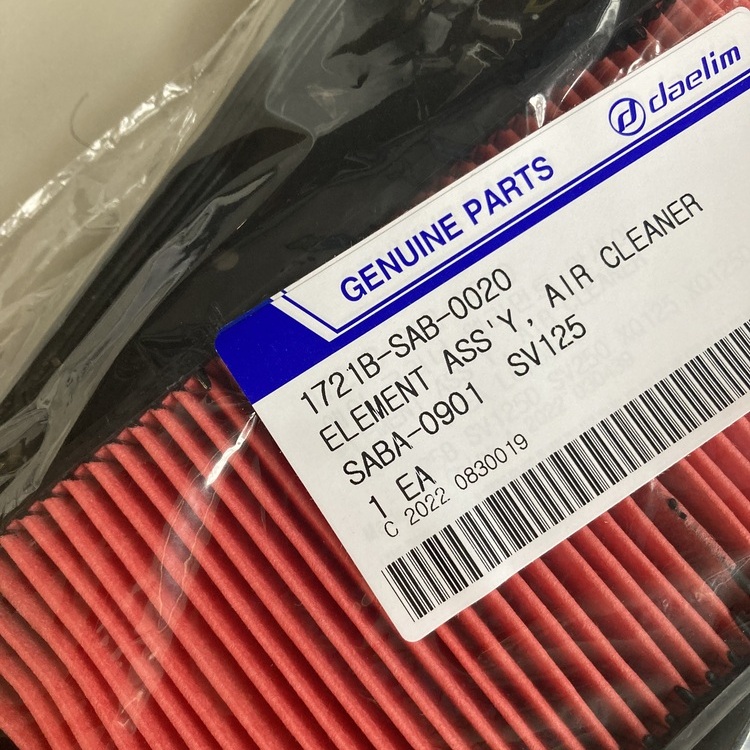 daelim
GENUINE PARTS
1721B-SAB-0020
ELEMENT ASS'Y, AIR CLEANER
SABA-0901 SV125
1 EA
C 2022 0830019